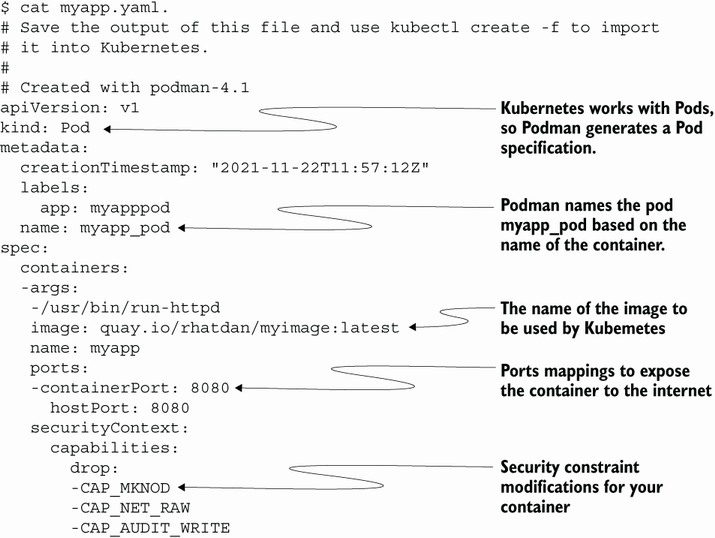 $ cat myapp.yaml.
# Save the output of this file and use kubectl create -f to import
# it into Kubernetes.
#
# Created with podman-4.1
apiVersion: v1
kind: Pod
Kubernetes works with Pods,
so Podman generates a Pod
specification.
metadata:
  creationTimestamp: "2021-11-22T11:57:12Z"
  labels:
    app: myapppod
  name: myapp_pod
Podman names the pod
myapp_pod based on the
name of the container.
spec:
  containers:
  -args:
   -/usr/bin/run-httpd
   image: quay.io/rhatdan/myimage:latest
The name of the image to
be used by Kubemetes
   name: myapp
   ports:
   -containerPort: 8080
     hostPort: 8080
Ports mappings to expose
the container to the internet
   securityContext:
     capabilities:
       drop:
       -CAP_MKNOD
       -CAP_NET_RAW
       -CAP_AUDIT_WRITE
Security constraint
modifications for your
container